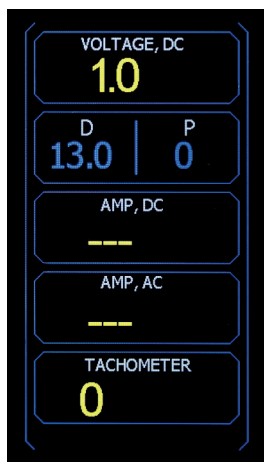 VOLTAGE, DC
1.0
D P
13.0 0
AMP, DC
---
AMP, AC
---
TACHOMETER
0